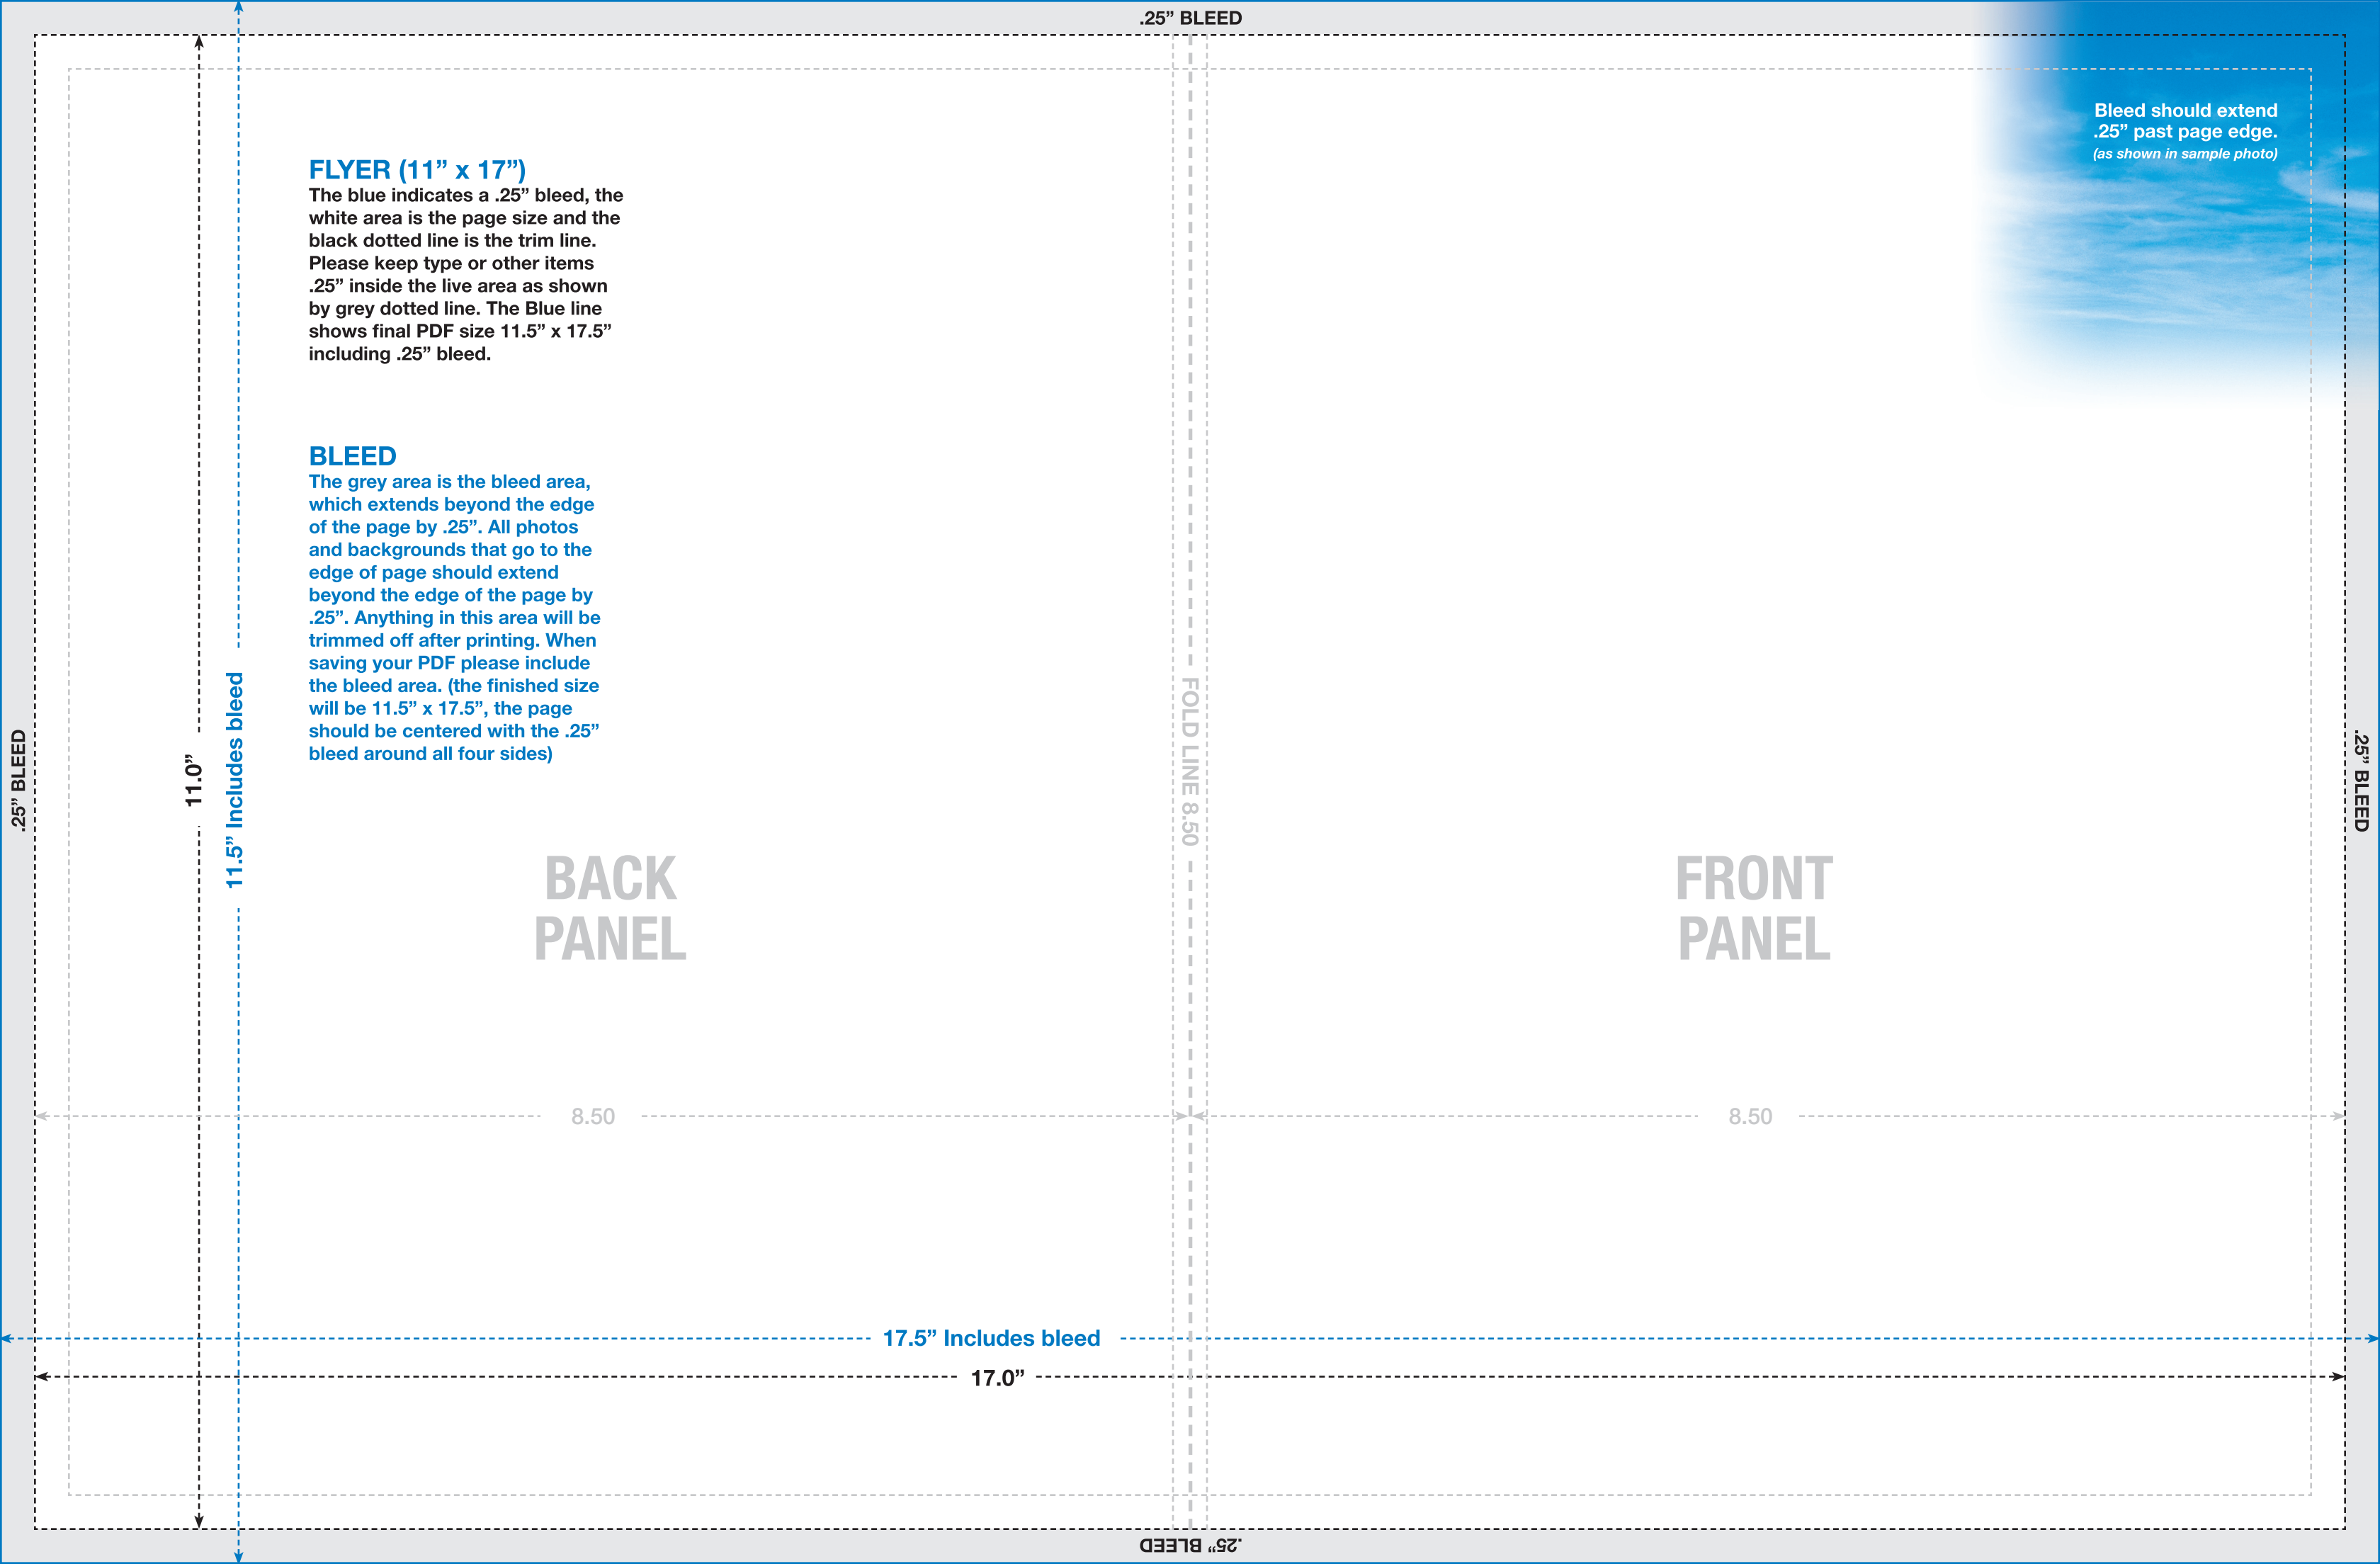 .25” BLEED
Bleed should extend
.25” past page edge.
(as shown in sample photo)
FLYER (11” x 17”)
The blue indicates a .25” bleed, the
white area is the page size and the
black dotted line is the trim line.
Please keep type or other items
.25” inside the live area as shown
by grey dotted line. The Blue line
shows final PDF size 11.5” x 17.5”
including .25” bleed.
BLEED
The grey area is the bleed area,
which extends beyond the edge
of the page by .25”. All photos
and backgrounds that go to the
edge of page should extend
beyond the edge of the page by
.25”. Anything in this area will be
trimmed off after printing. When
saving your PDF please include
the bleed area. (the finished size
will be 11.5” x 17.5”, the page
should be centered with the .25”
bleed around all four sides)
.25” BLEED
11.0”
11.5” Includes bleed
FOLD LINE 8.50
.25” BLEED
BACK
PANEL
FRONT
PANEL
8.50
8.50
17.5” Includes bleed
17.0”
.25” BLEED